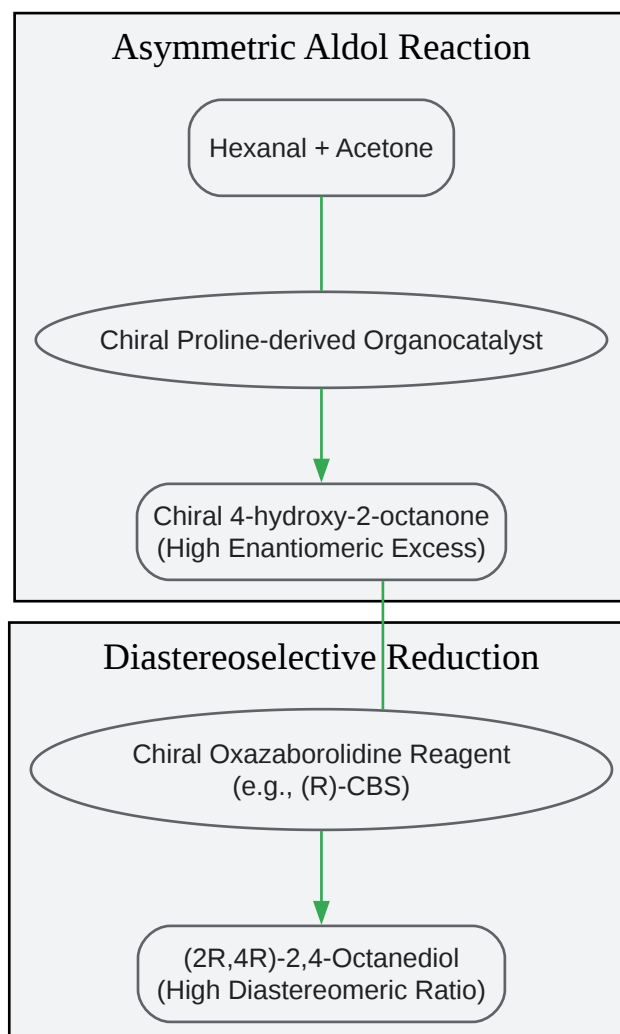 Asymmetric Aldol Reaction
Hexanal + Acetone
Chiral Proline-derived Organocatalyst
Chiral 4-hydroxy-2-octanone
(High Enantiomeric Excess)
Diastereoselective Reduction
Chiral Oxazaborolidine Reagent
(e.g., (R)-CBS)
(2R,4R)-2,4-Octanediol
(High Diastereomeric Ratio)